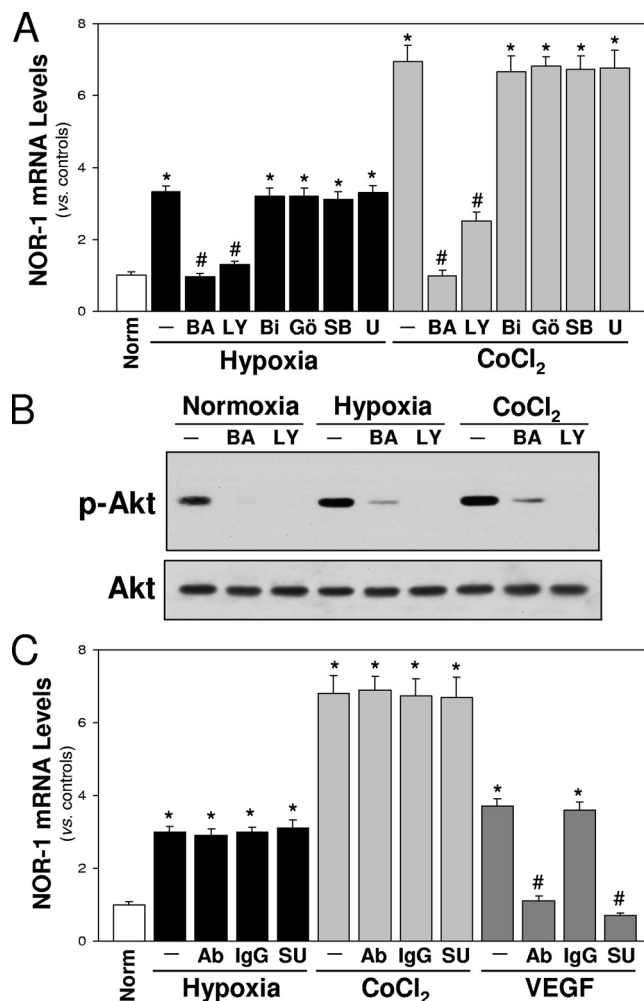 A
NOR-1 mRNA Levels
(vs. controls)
8
6
4
2
0
* # # * * * * * # # * * * *
Norm – BA LY Bi Gö SB U – BA LY Bi Gö SB U
Hypoxia CoCl₂
B
Normoxia Hypoxia CoCl₂
– BA LY – BA LY – BA LY
p-Akt
Akt
C
NOR-1 mRNA Levels
(vs. controls)
8
6
4
2
0
* * * * * * * * * # * #
Norm – Ab IgG SU – Ab IgG SU – Ab IgG SU
Hypoxia CoCl₂ VEGF